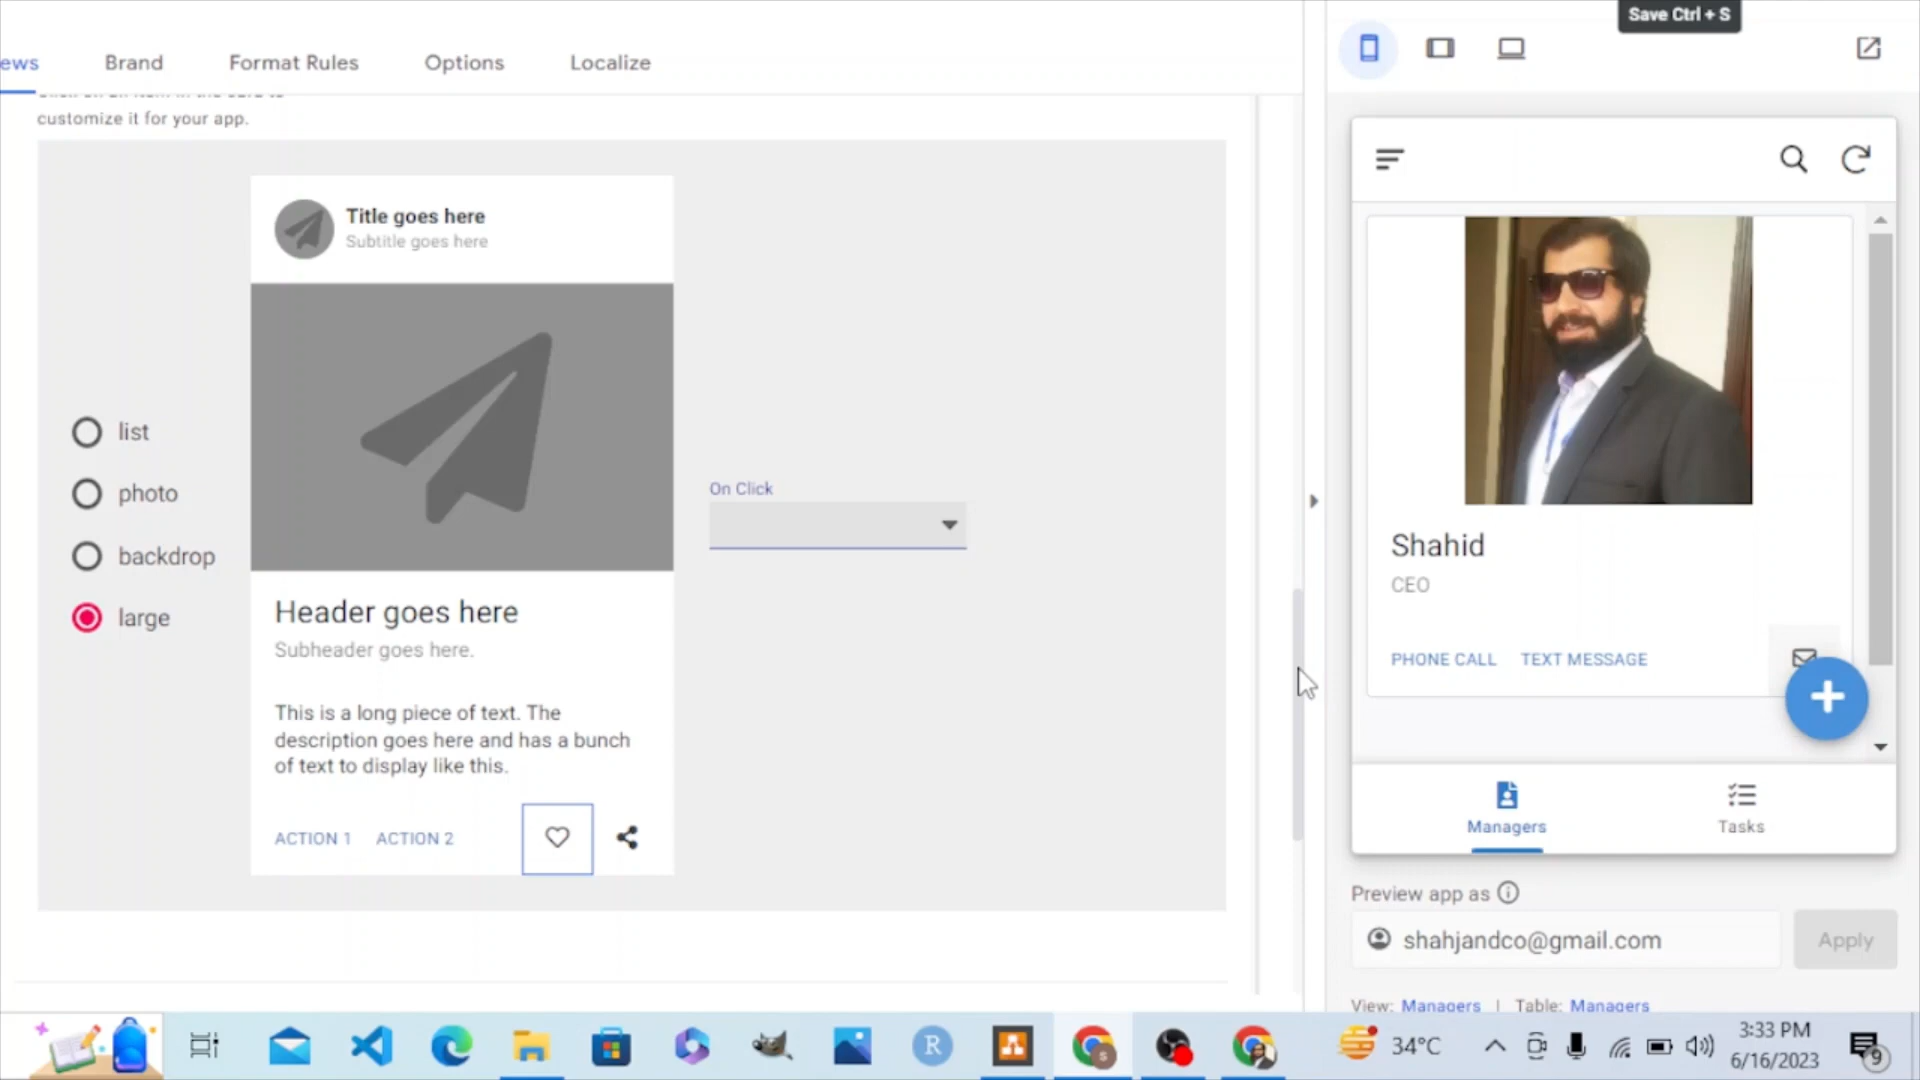 Save Ctrl + S
ews
Brand
Format Rules
Options
Localize
customize it for your app.
Title goes here
Subtitle goes here
list
photo
backdrop
large
On Click
Header goes here
Subheader goes here.
This is a long piece of text. The
description goes here and has a bunch
of text to display like this.
ACTION 1
ACTION 2
Shahid
CEO
PHONE CALL
TEXT MESSAGE
Managers
Tasks
Preview app as
shahjandco@gmail.com
Apply
View: Managers | Table: Managers
34°C
3:33 PM
6/16/2023
9